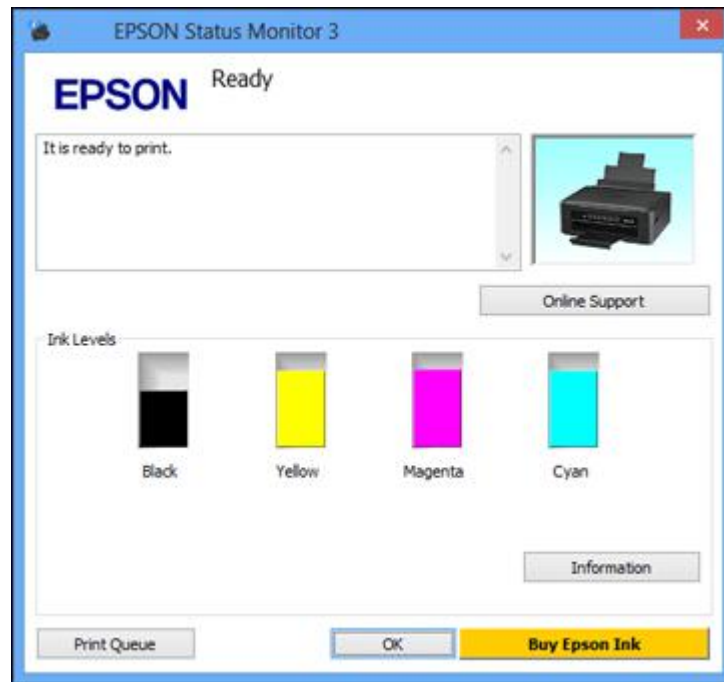 EPSON Status Monitor 3
EPSON
Ready
It is ready to print.
Online Support
Ink Levels
Black
Yellow
Magenta
Cyan
Information
Print Queue
OK
Buy Epson Ink